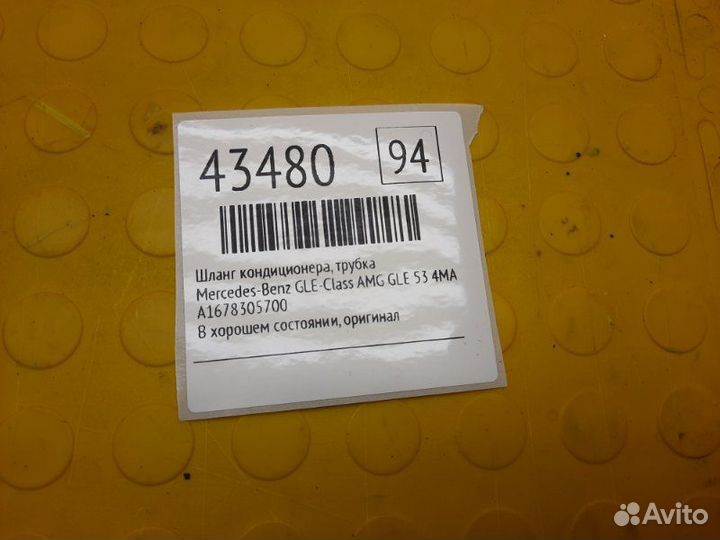 43480
94
Шланг кондиционера, трубка
Mercedes-Benz GLE-Class AMG GLE 53 4MA
A1678305700
В хорошем состоянии, оригинал
Avito